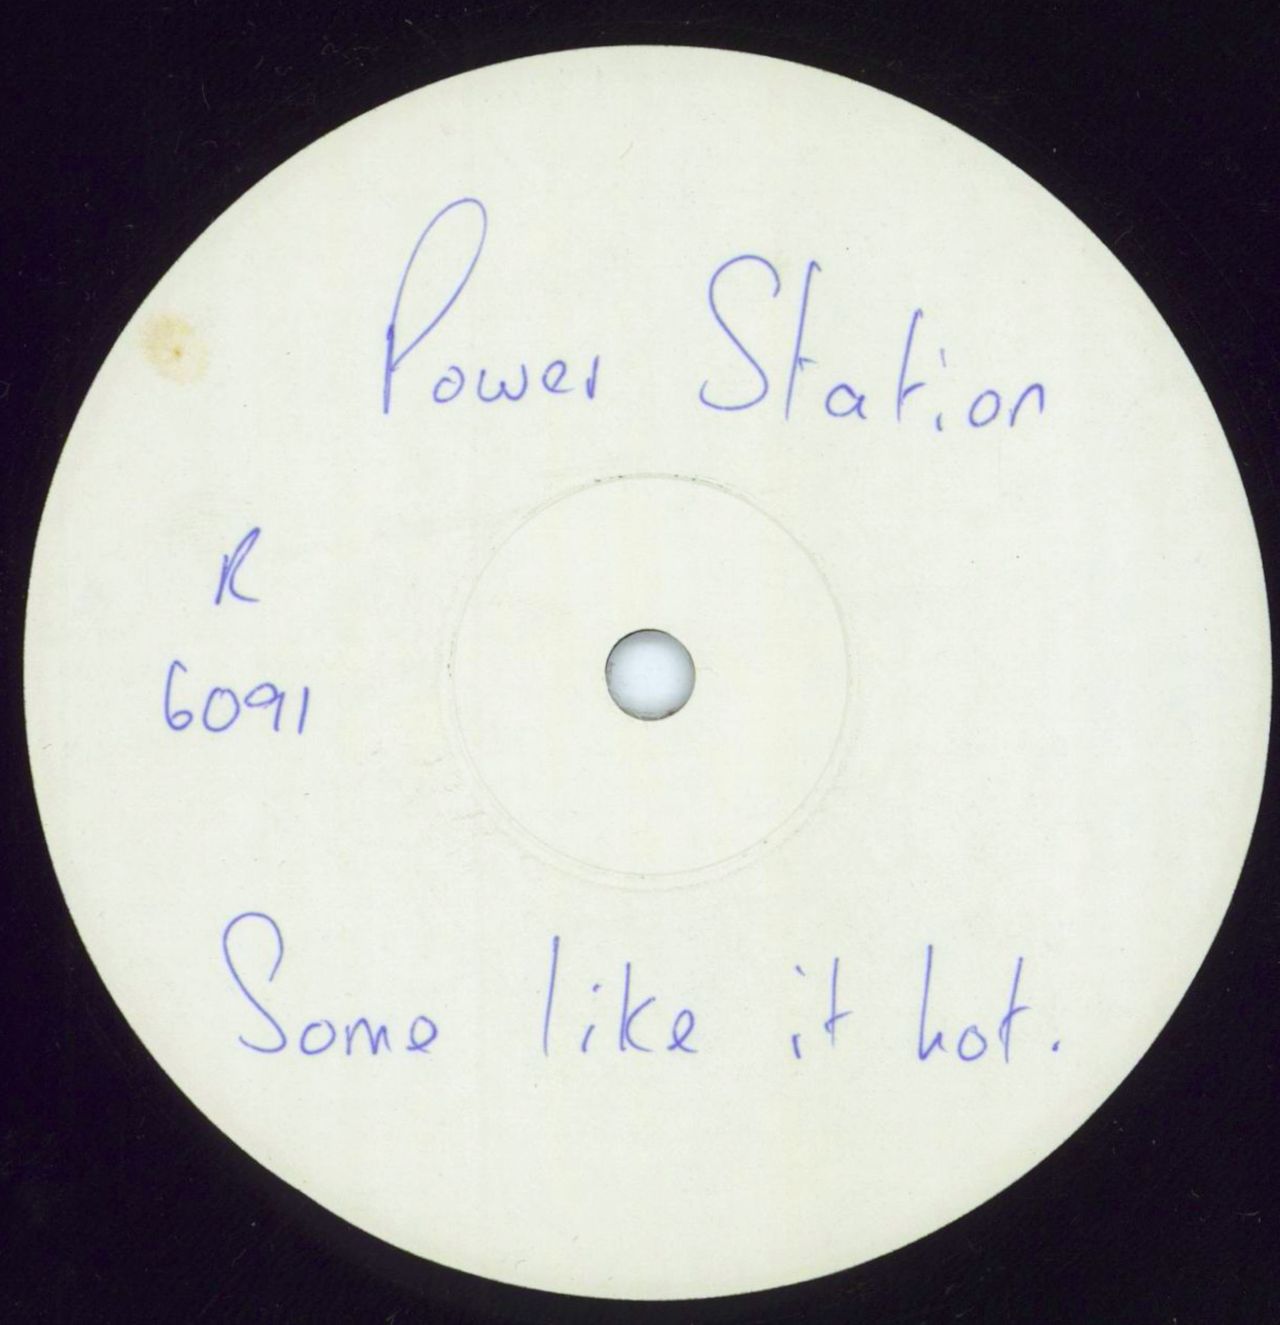 Power Station
R
6091
Some like it hot.